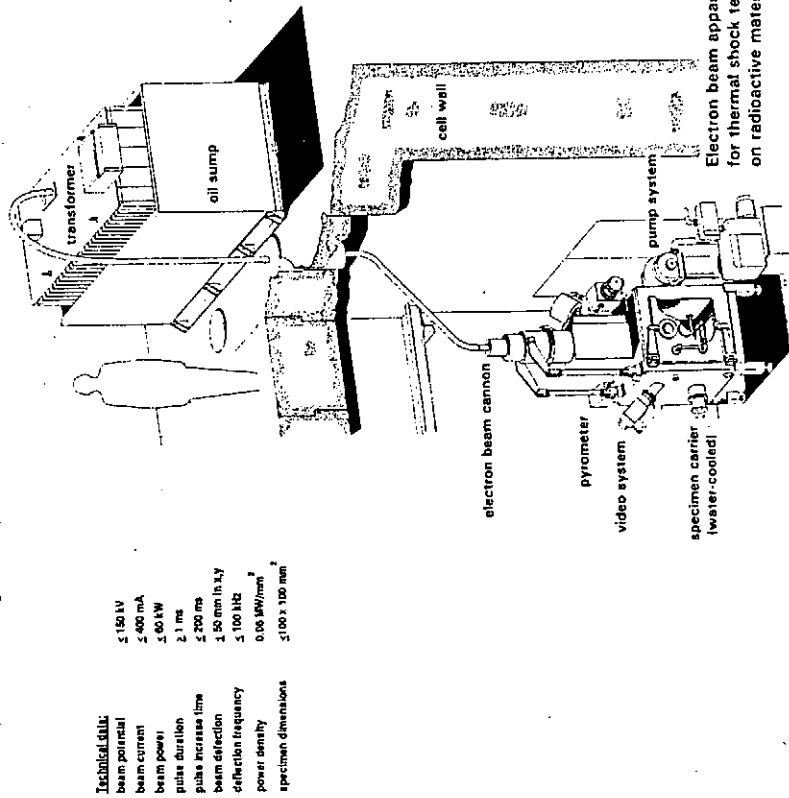 Technical data:
beam potential ≤ 150 kV
beam current ≤ 400 mA
beam power ≤ 60 kW
pulse duration ≥ 1 ms
pulse increase time ≤ 200 ms
beam defection ≤ 50 mm in x,y
deflection frequency ≤ 100 kHz
power density 0.06 MW/mm²
specimen dimensions ≤100 x 100 mm²
transformer
oil sump
cell wall
electron beam cannon
pyrometer
video system
specimen carrier
(water-cooled)
pump system
Electron beam appa
for thermal shock te
on radioactive mate